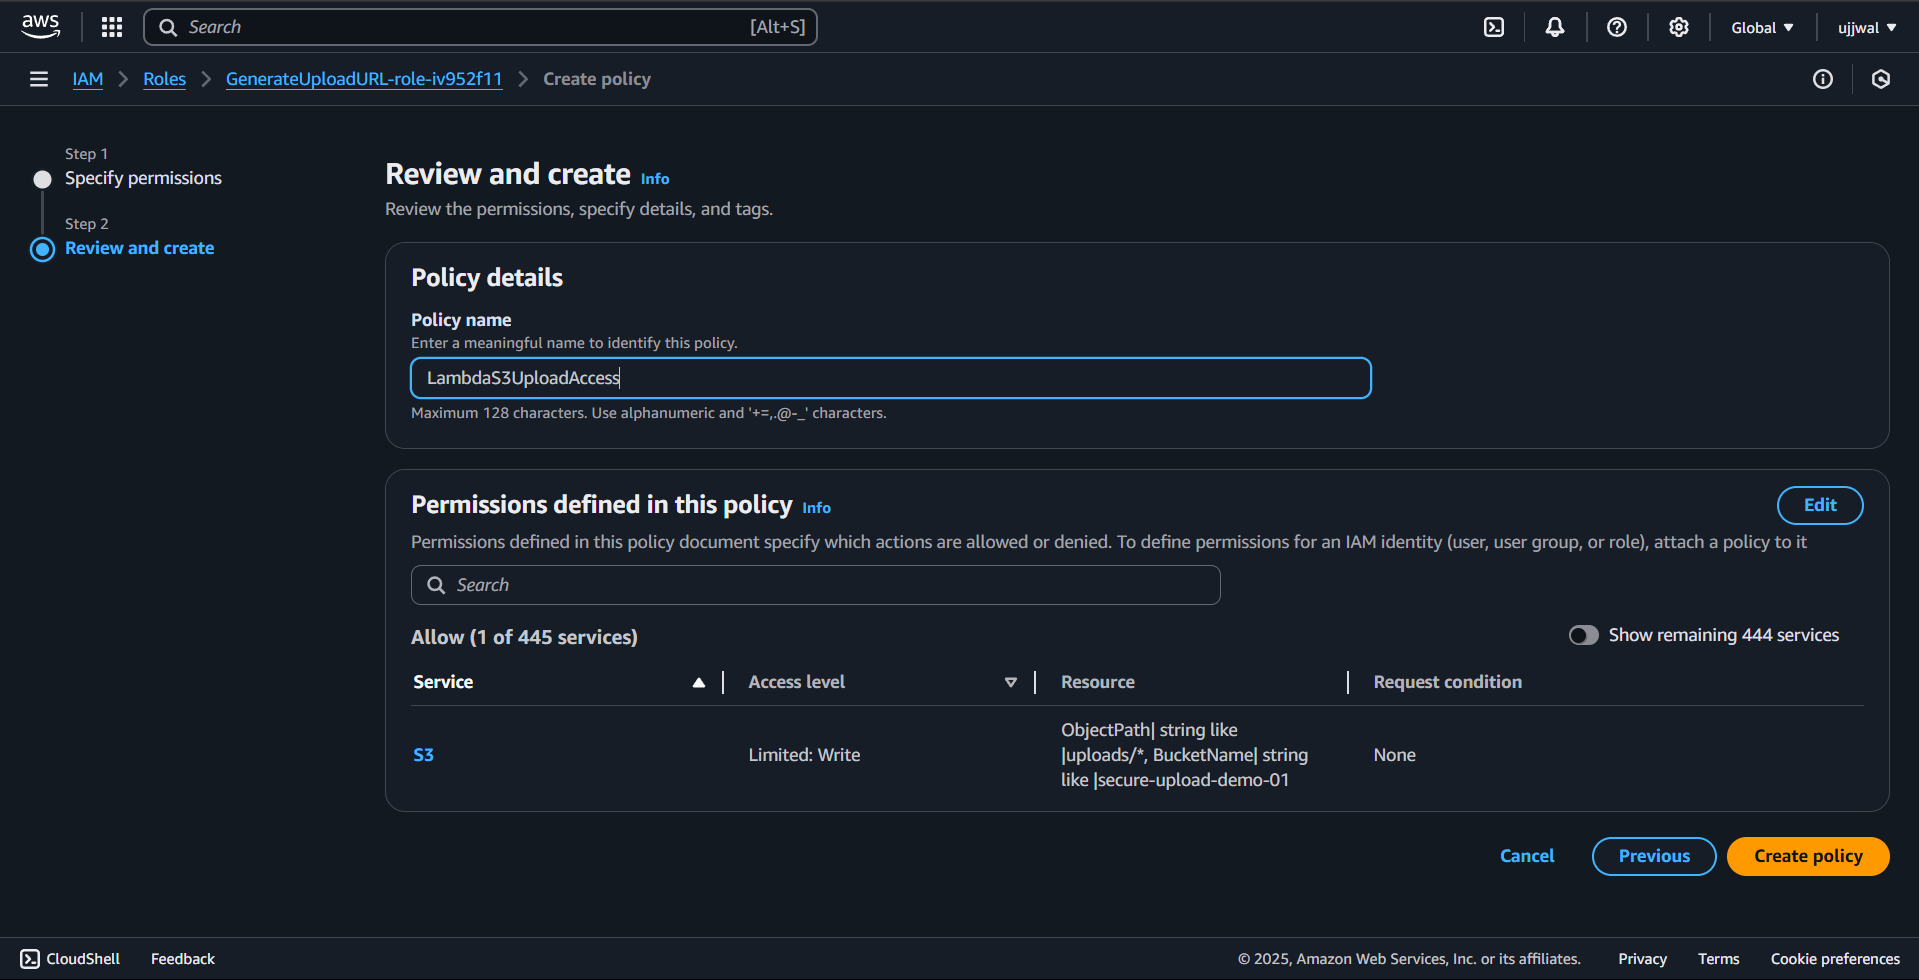 aws
Search [Alt+S]
Global
ujjwal
IAM > Roles > GenerateUploadURL-role-iv952f11 > Create policy
Step 1
Specify permissions
Step 2
Review and create
Review and create Info
Review the permissions, specify details, and tags.
Policy details
Policy name
Enter a meaningful name to identify this policy.
LambdaS3UploadAccess
Maximum 128 characters. Use alphanumeric and '+=,.@-_' characters.
Permissions defined in this policy Info
Edit
Permissions defined in this policy document specify which actions are allowed or denied. To define permissions for an IAM identity (user, user group, or role), attach a policy to it
Search
Allow (1 of 445 services)
Show remaining 444 services
Service Access level Resource Request condition
S3
Limited: Write
ObjectPath| string like
|uploads/*, BucketName| string
like |secure-upload-demo-01
None
Cancel Previous Create policy
CloudShell Feedback © 2025, Amazon Web Services, Inc. or its affiliates. Privacy Terms Cookie preferences